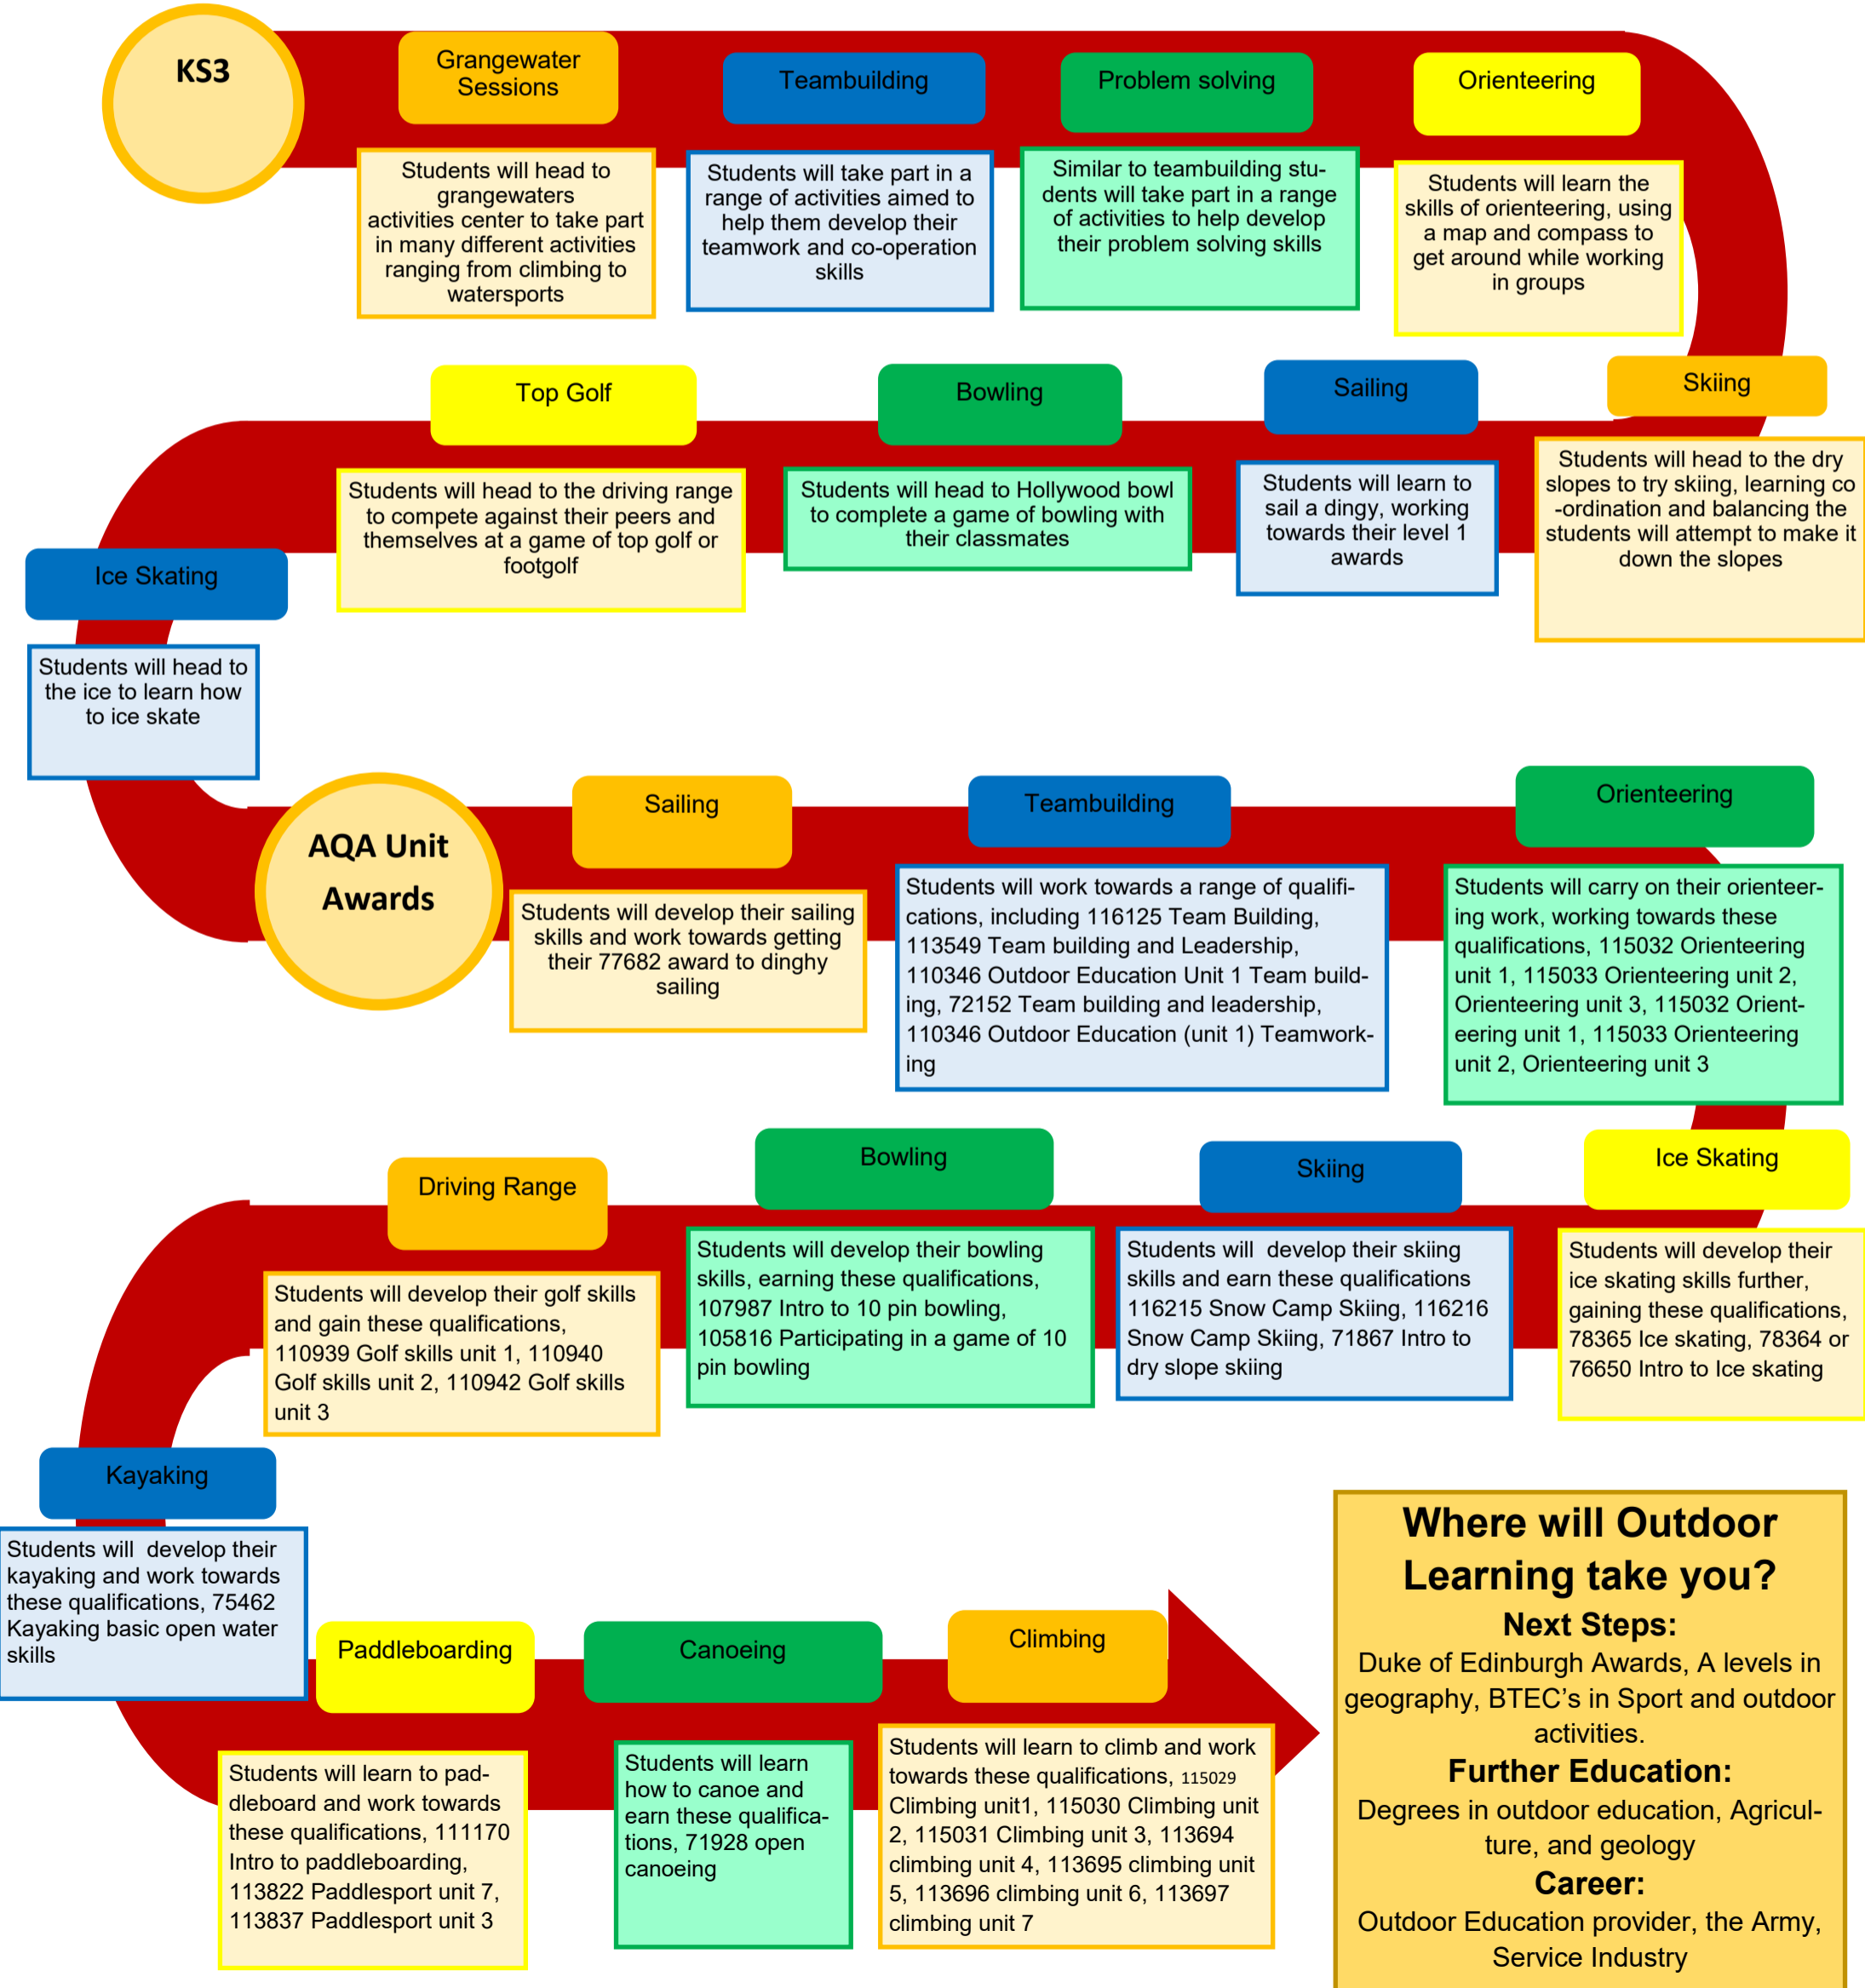 KS3
Grangewater
Sessions
Students will head to
grangewaters
activities center to take part
in many different activities
ranging from climbing to
watersports
Teambuilding
Students will take part in a
range of activities aimed to
help them develop their
teamwork and co-operation
skills
Problem solving
Similar to teambuilding stu-
dents will take part in a range
of activities to help develop
their problem solving skills
Orienteering
Students will learn the
skills of orienteering, using
a map and compass to
get around while working
in groups
Skiing
Students will head to the dry
slopes to try skiing, learning co
-ordination and balancing the
students will attempt to make it
down the slopes
Sailing
Students will learn to
sail a dingy, working
towards their level 1
awards
Bowling
Students will head to Hollywood bowl
to complete a game of bowling with
their classmates
Top Golf
Students will head to the driving range
to compete against their peers and
themselves at a game of top golf or
footgolf
Ice Skating
Students will head to
the ice to learn how
to ice skate
AQA Unit
Awards
Sailing
Students will develop their sailing
skills and work towards getting
their 77682 award to dinghy
sailing
Teambuilding
Students will work towards a range of qualifi-
cations, including 116125 Team Building,
113549 Team building and Leadership,
110346 Outdoor Education Unit 1 Team build-
ing, 72152 Team building and leadership,
110346 Outdoor Education (unit 1) Teamwork-
ing
Orienteering
Students will carry on their orienteer-
ing work, working towards these
qualifications, 115032 Orienteering
unit 1, 115033 Orienteering unit 2,
Orienteering unit 3, 115032 Orient-
eering unit 1, 115033 Orienteering
unit 2, Orienteering unit 3
Ice Skating
Students will develop their
ice skating skills further,
gaining these qualifications,
78365 Ice skating, 78364 or
76650 Intro to Ice skating
Skiing
Students will  develop their skiing
skills and earn these qualifications
116215 Snow Camp Skiing, 116216
Snow Camp Skiing, 71867 Intro to
dry slope skiing
Bowling
Students will develop their bowling
skills, earning these qualifications,
107987 Intro to 10 pin bowling,
105816 Participating in a game of 10
pin bowling
Driving Range
Students will develop their golf skills
and gain these qualifications,
110939 Golf skills unit 1, 110940
Golf skills unit 2, 110942 Golf skills
unit 3
Kayaking
Students will  develop their
kayaking and work towards
these qualifications, 75462
Kayaking basic open water
skills
Paddleboarding
Students will learn to pad-
dleboard and work towards
these qualifications, 111170
Intro to paddleboarding,
113822 Paddlesport unit 7,
113837 Paddlesport unit 3
Canoeing
Students will learn
how to canoe and
earn these qualifica-
tions, 71928 open
canoeing
Climbing
Students will learn to climb and work
towards these qualifications, 115029
Climbing unit1, 115030 Climbing unit
2, 115031 Climbing unit 3, 113694
climbing unit 4, 113695 climbing unit
5, 113696 climbing unit 6, 113697
climbing unit 7
Where will Outdoor
Learning take you?
Next Steps:
Duke of Edinburgh Awards, A levels in
geography, BTEC’s in Sport and outdoor
activities.
Further Education:
Degrees in outdoor education, Agricul-
ture, and geology
Career:
Outdoor Education provider, the Army,
Service Industry